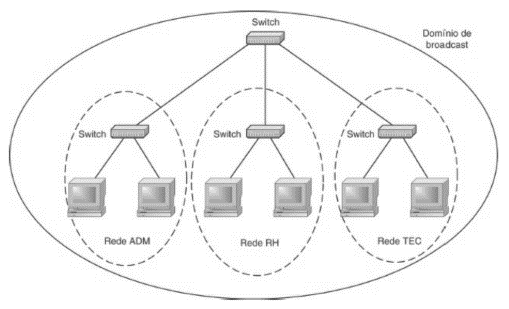 Switch
Domínio de
broadcast
Switch
Switch
Switch
Rede ADM
Rede RH
Rede TEC